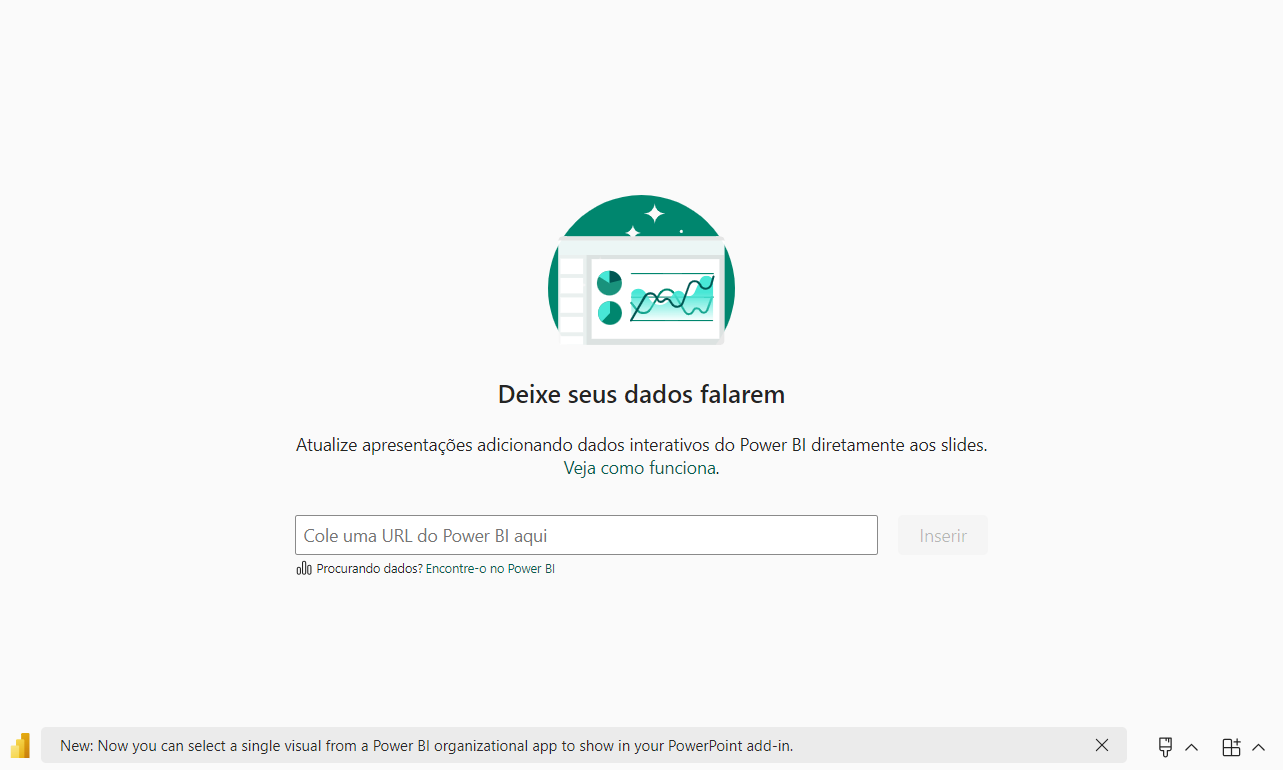 Deixe seus dados falarem
Atualize apresentações adicionando dados interativos do Power BI diretamente aos slides.
Veja como funciona.
Cole uma URL do Power BI aqui
Inserir
Procurando dados? Encontre-o no Power BI
New: Now you can select a single visual from a Power BI organizational app to show in your PowerPoint add-in.